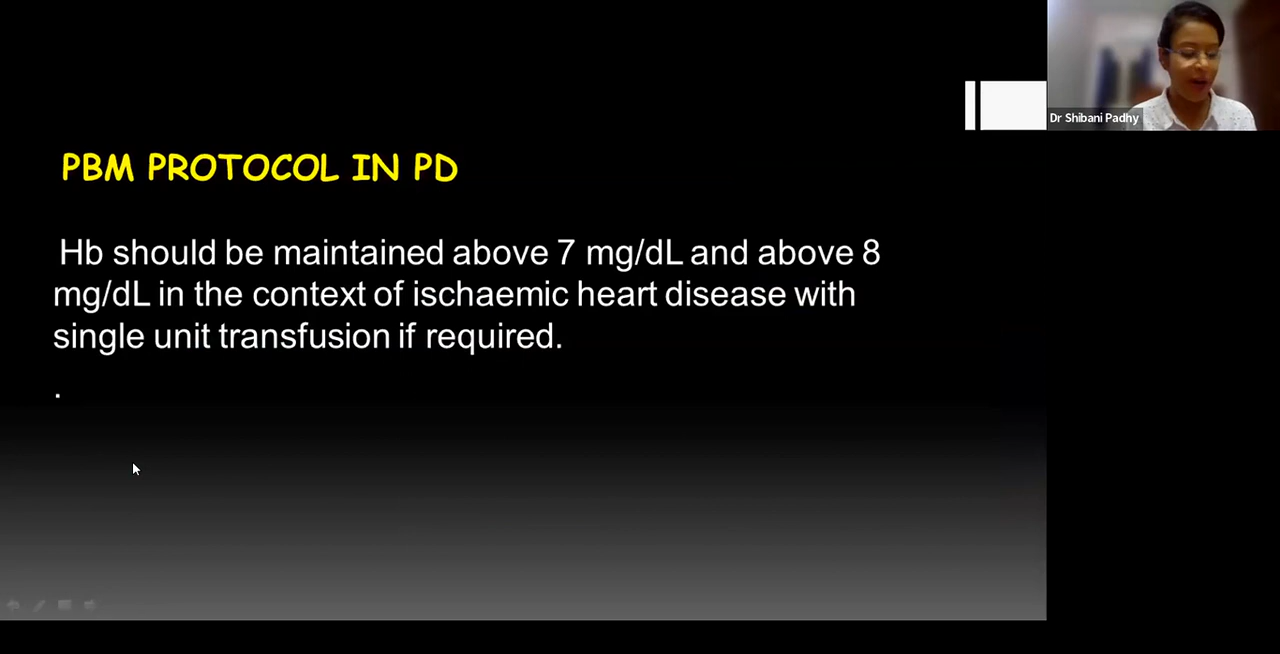 Dr Shibani Padhy
PBM PROTOCOL IN PD
Hb should be maintained above 7 mg/dL and above 8
mg/dL in the context of ischaemic heart disease with
single unit transfusion if required.
.